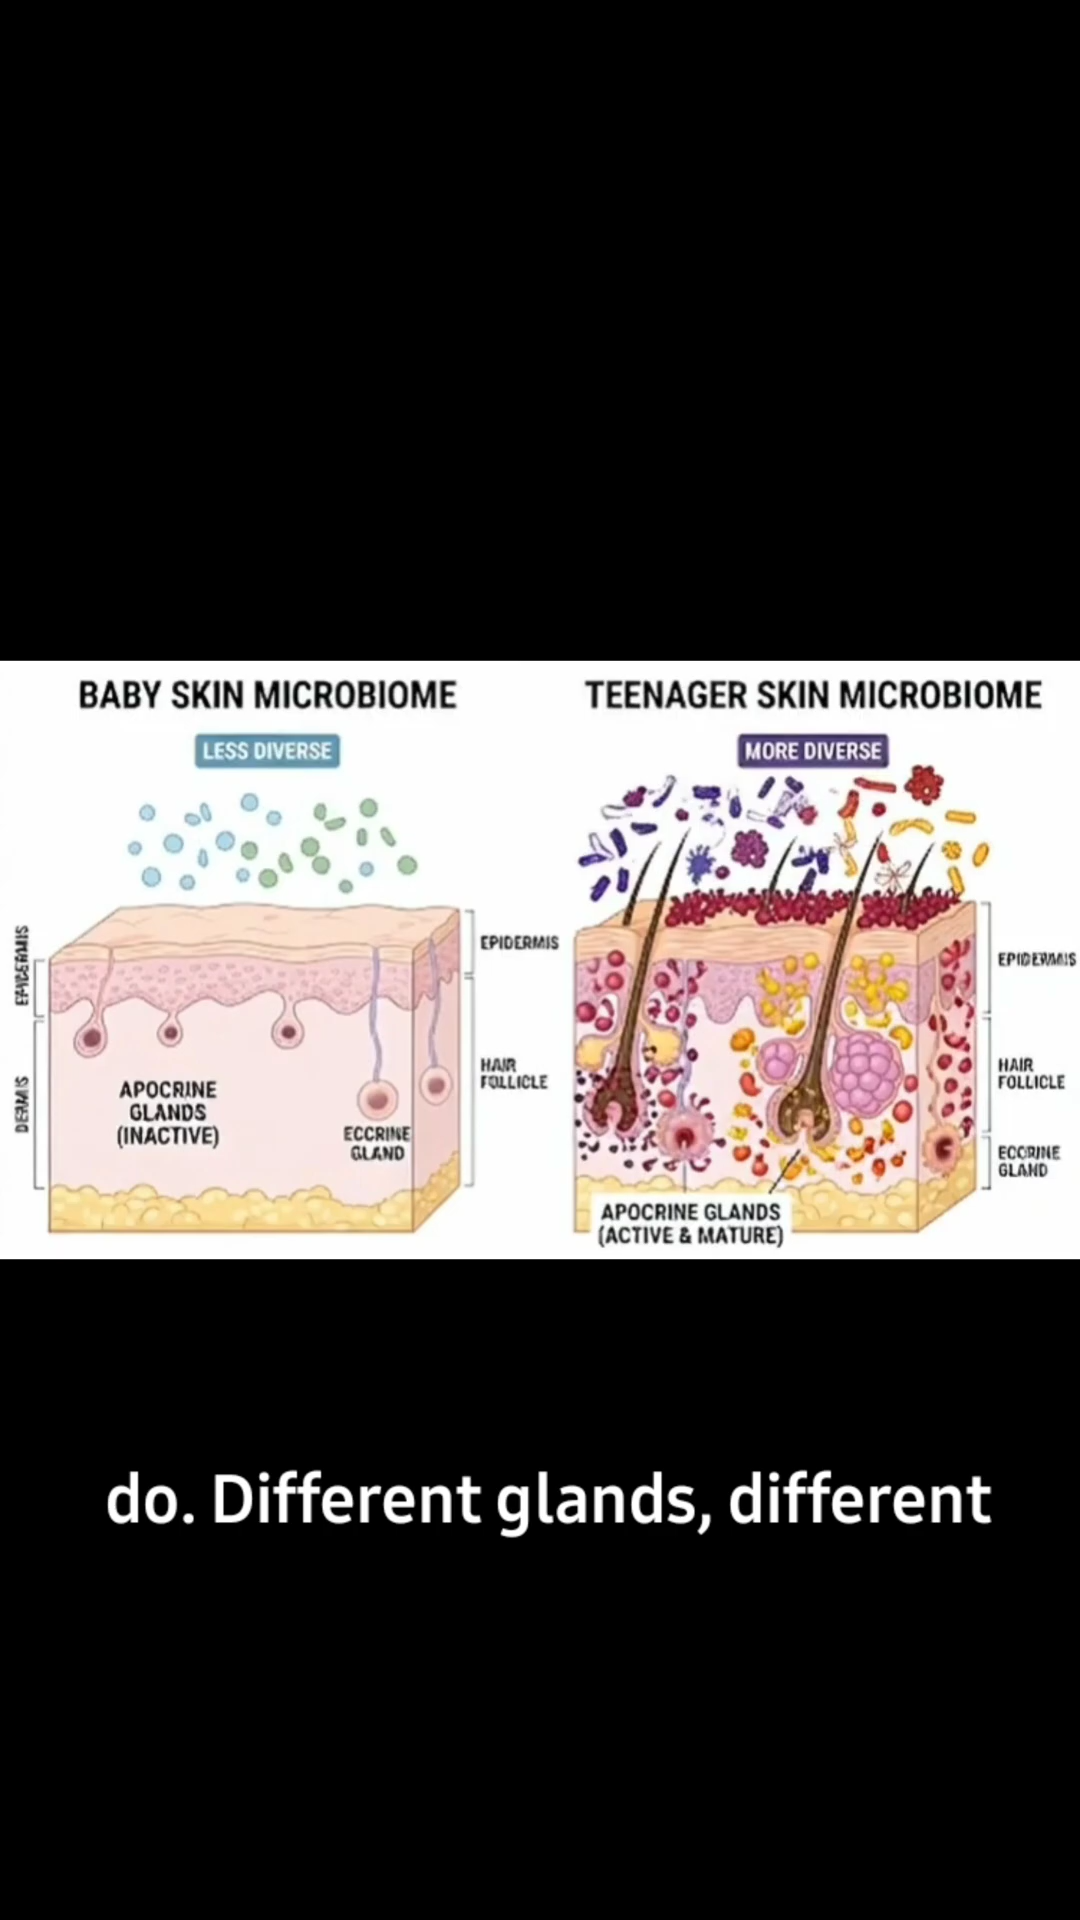 BABY SKIN MICROBIOME
LESS DIVERSE
EPIDERMIS
DERMIS
EPIDERMIS
HAIR
FOLLICLE
APOCRINE
GLANDS
(INACTIVE)
ECCRINE
GLAND
TEENAGER SKIN MICROBIOME
MORE DIVERSE
EPIDERMIS
HAIR
FOLLICLE
ECCRINE
GLAND
APOCRINE GLANDS
(ACTIVE & MATURE)
do. Different glands, different